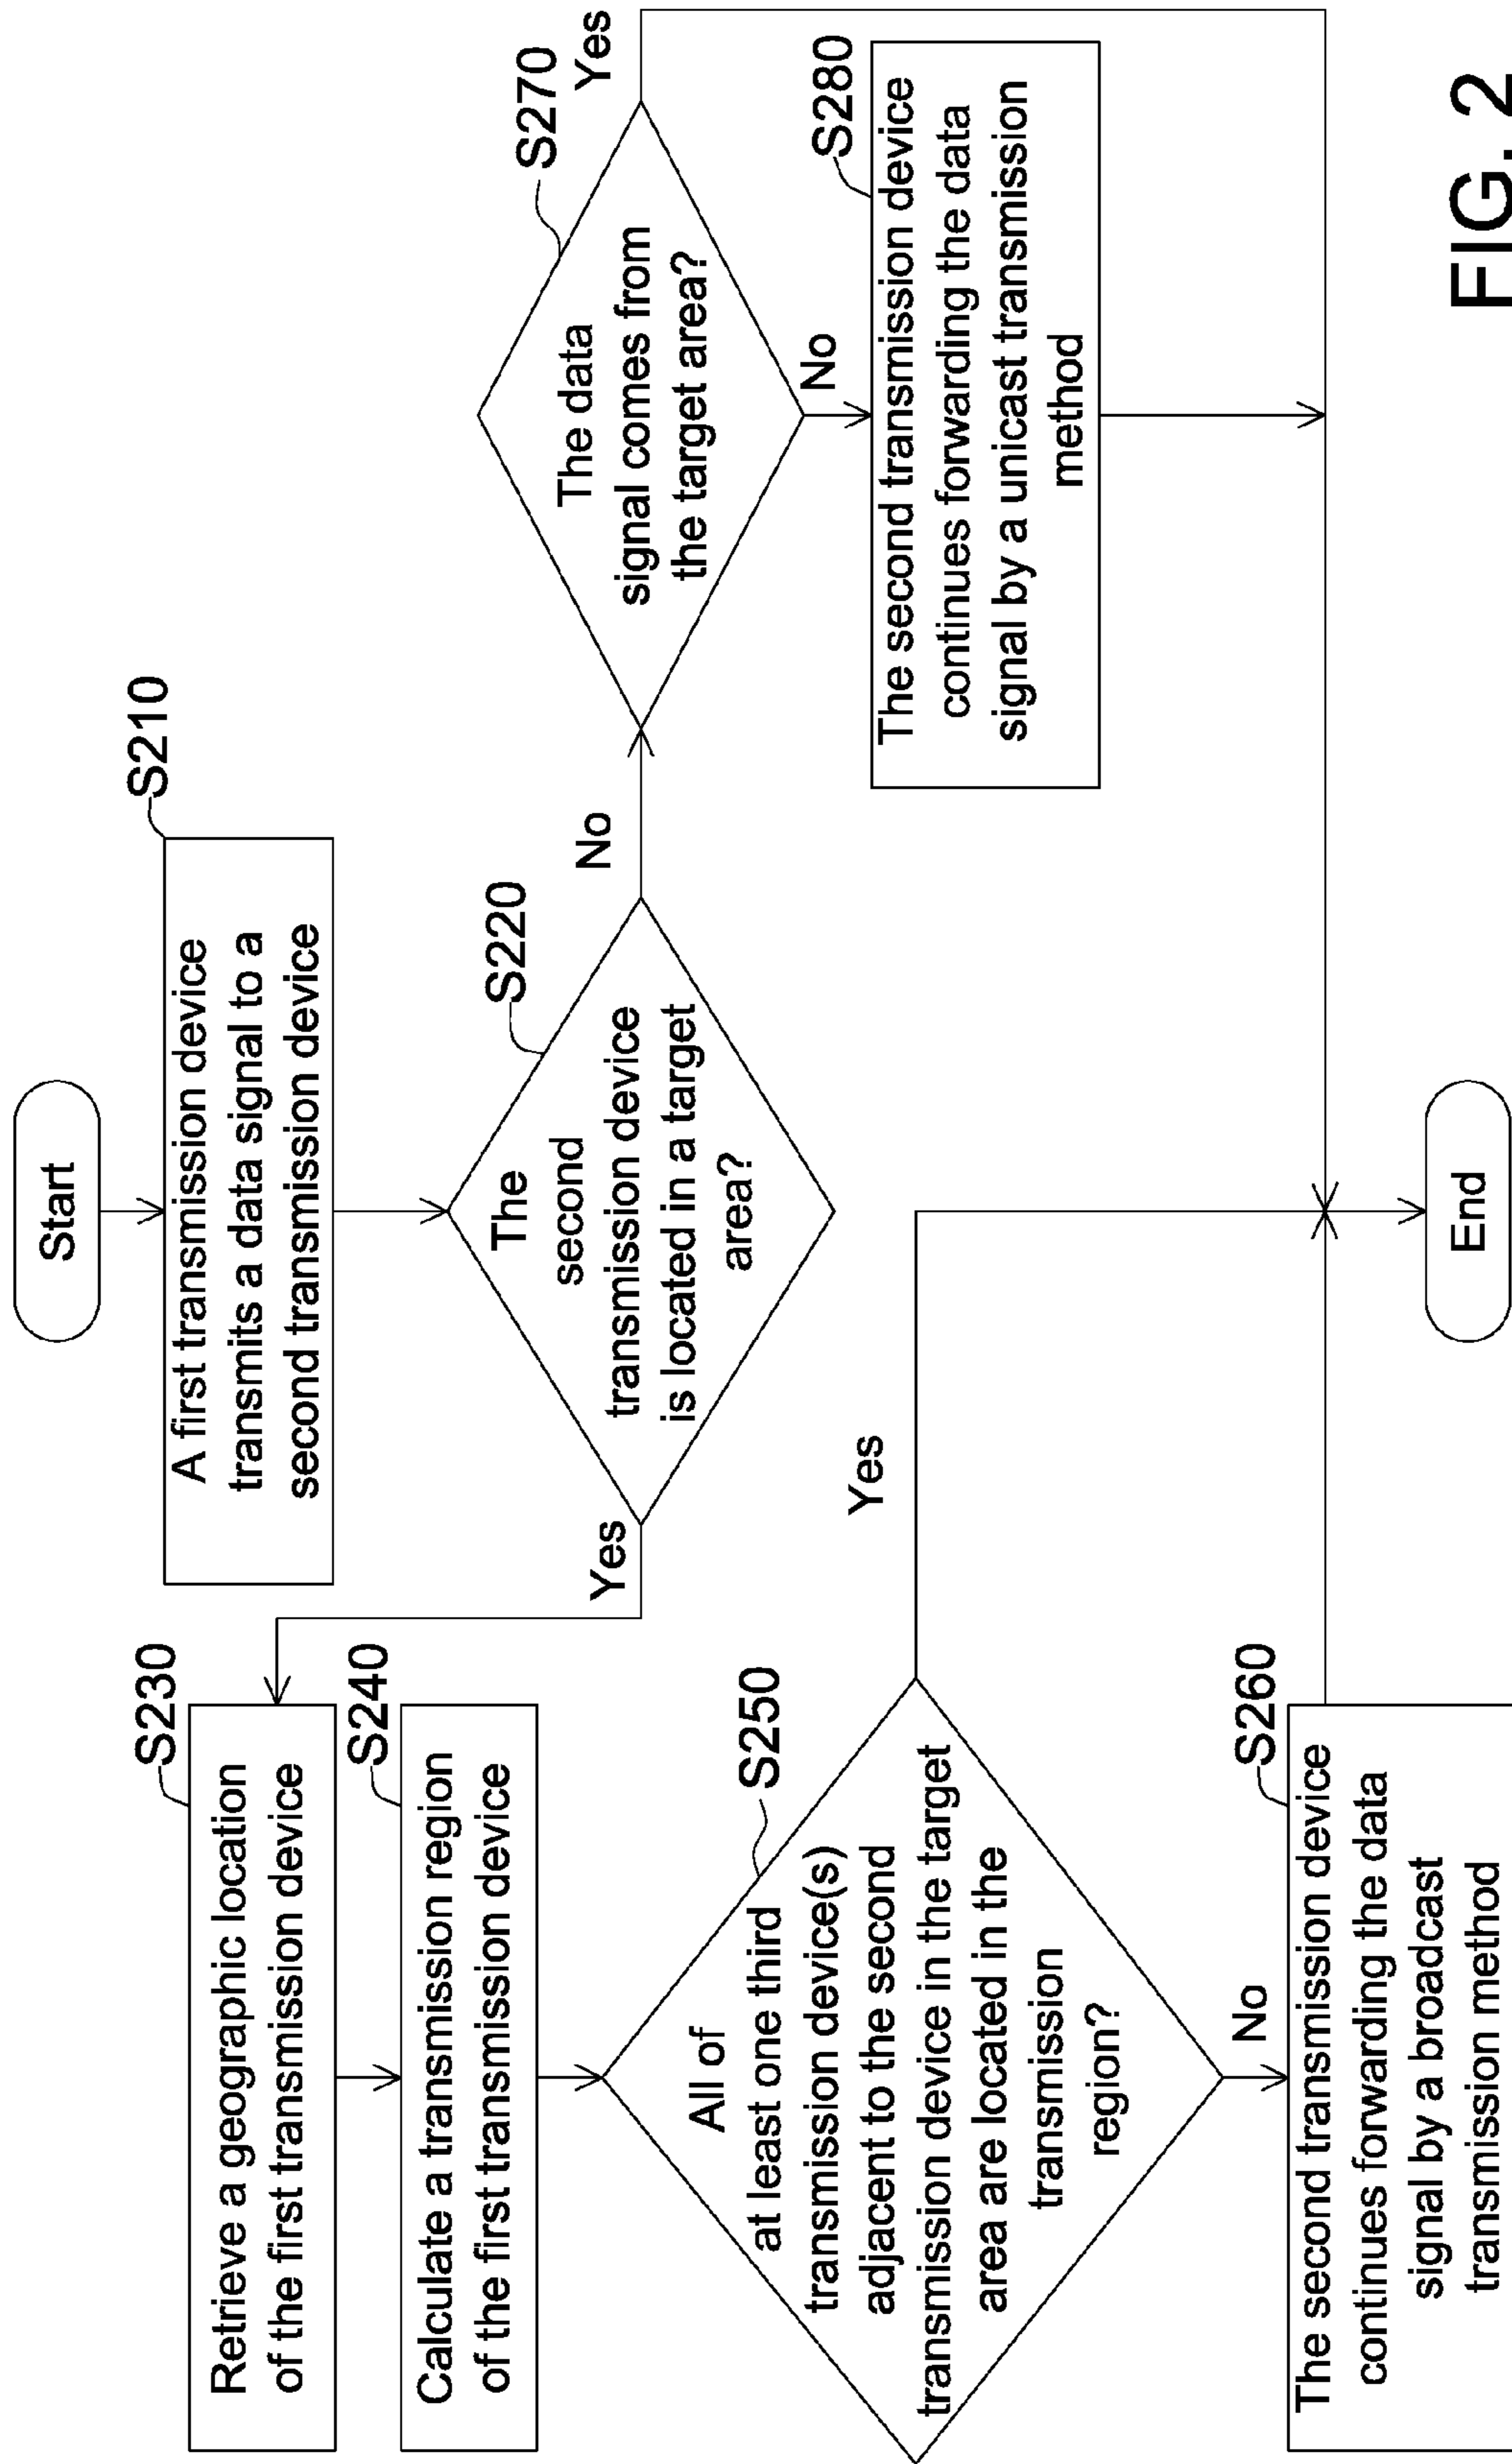 Start
S210
A first transmission device
transmits a data signal to a
second transmission device
S220
The
second
transmission device
is located in a target
area?
Yes
No
S230
Retrieve a geographic location
of the first transmission device
S240
Calculate a transmission region
of the first transmission device
S250
All of
at least one third
transmission device(s)
adjacent to the second
transmission device in the target
area are located in the
transmission
region?
Yes
No
S260
The second transmission device
continues forwarding the data
signal by a broadcast
transmission method
S270
The data
signal comes from
the target area?
Yes
No
S280
The second transmission device
continues forwarding the data
signal by a unicast transmission
method
End
FIG. 2